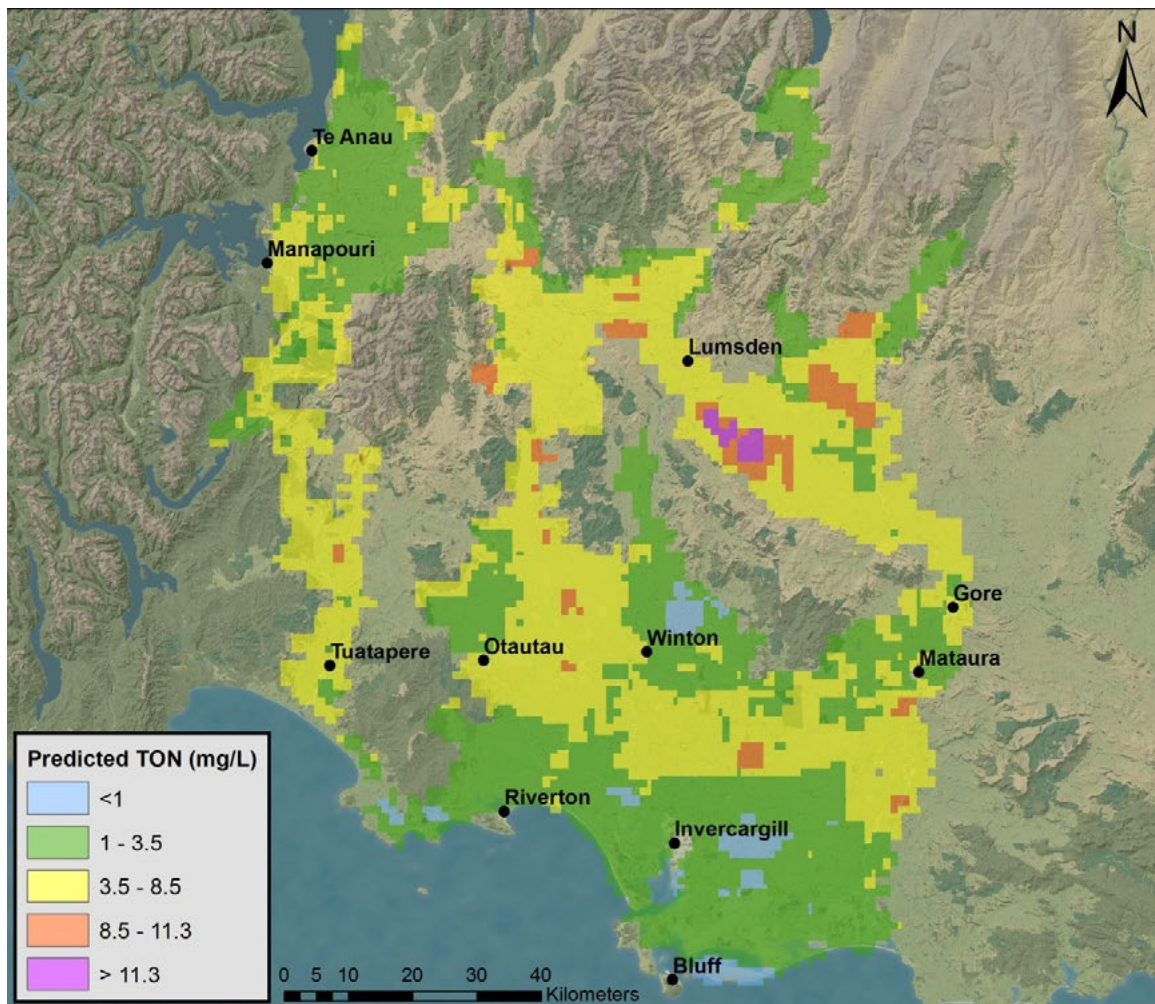 N
Te Anau
Manapouri
Lumsden
Gore
Winton
Otautau
Tuatapere
Mataura
Riverton
Invercargill
Bluff
Predicted TON (mg/L)
<1
1 - 3.5
3.5 - 8.5
8.5 - 11.3
> 11.3
0 5 10 20 30 40
Kilometers